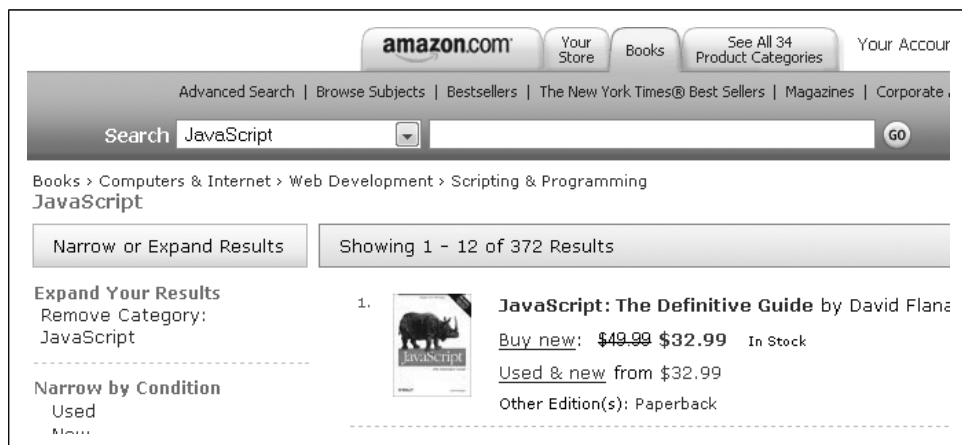 amazon.com
Your Store
Books
See All 34 Product Categories
Your Accoun
Advanced Search | Browse Subjects | Bestsellers | The New York Times® Best Sellers | Magazines | Corporate
Search JavaScript GO
Books › Computers & Internet › Web Development › Scripting & Programming
JavaScript
Narrow or Expand Results
Showing 1 - 12 of 372 Results
Expand Your Results
Remove Category:
JavaScript
Narrow by Condition
Used
New
1.
JavaScript
JavaScript: The Definitive Guide by David Flana
Buy new: $49.99 $32.99 In Stock
Used & new from $32.99
Other Edition(s): Paperback